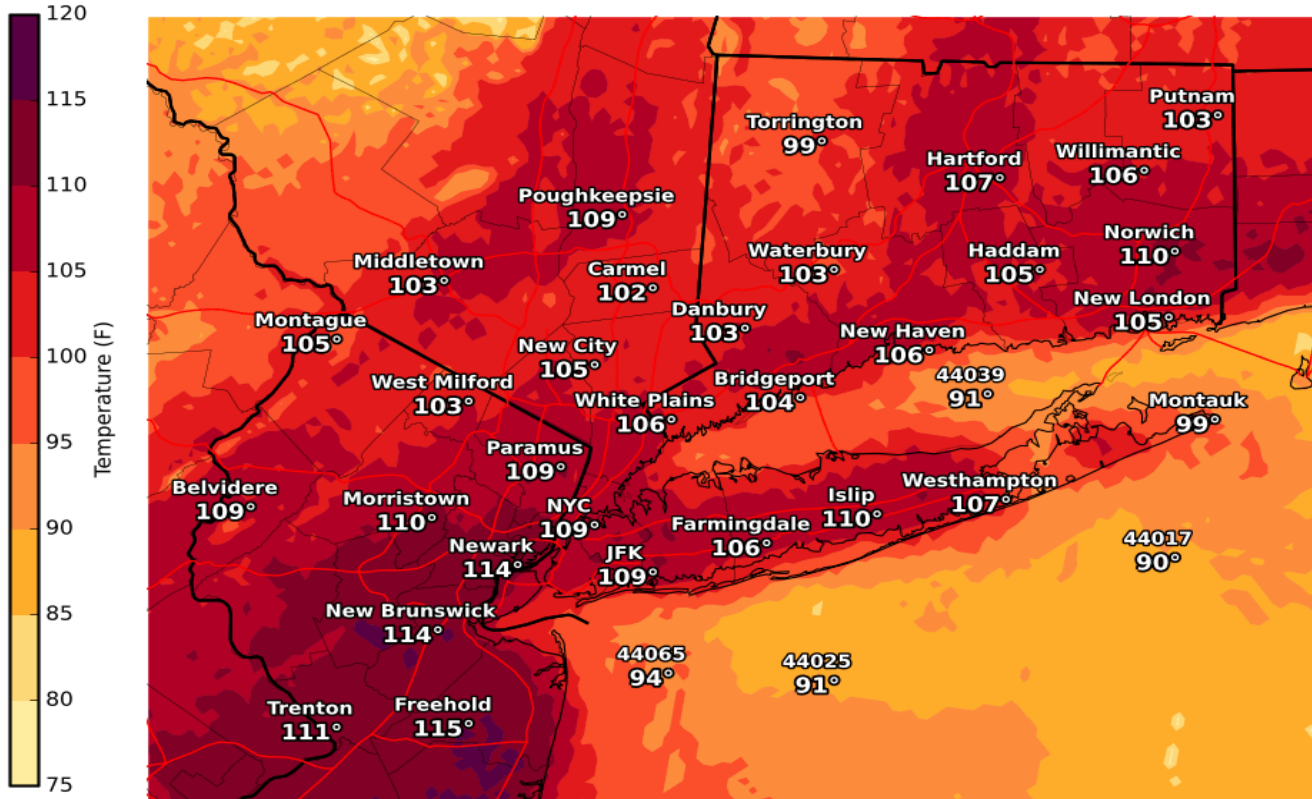 120
115
110
105
100
95
90
85
80
75
Temperature (F)
Putnam
103°
Torrington
99°
Hartford
107°
Willimantic
106°
Poughkeepsie
109°
Norwich
110°
Waterbury
103°
Haddam
105°
Middletown
103°
Carmel
102°
New London
105°
Danbury
103°
Montague
105°
New Haven
106°
New City
105°
44039
91°
West Milford
103°
Bridgeport
104°
White Plains
106°
Montauk
99°
Paramus
109°
Belvidere
109°
Morristown
110°
NYC
109°
Islip
110°
Westhampton
107°
Farmingdale
106°
Newark
114°
JFK
109°
44017
90°
New Brunswick
114°
44065
94°
44025
91°
Trenton
111°
Freehold
115°